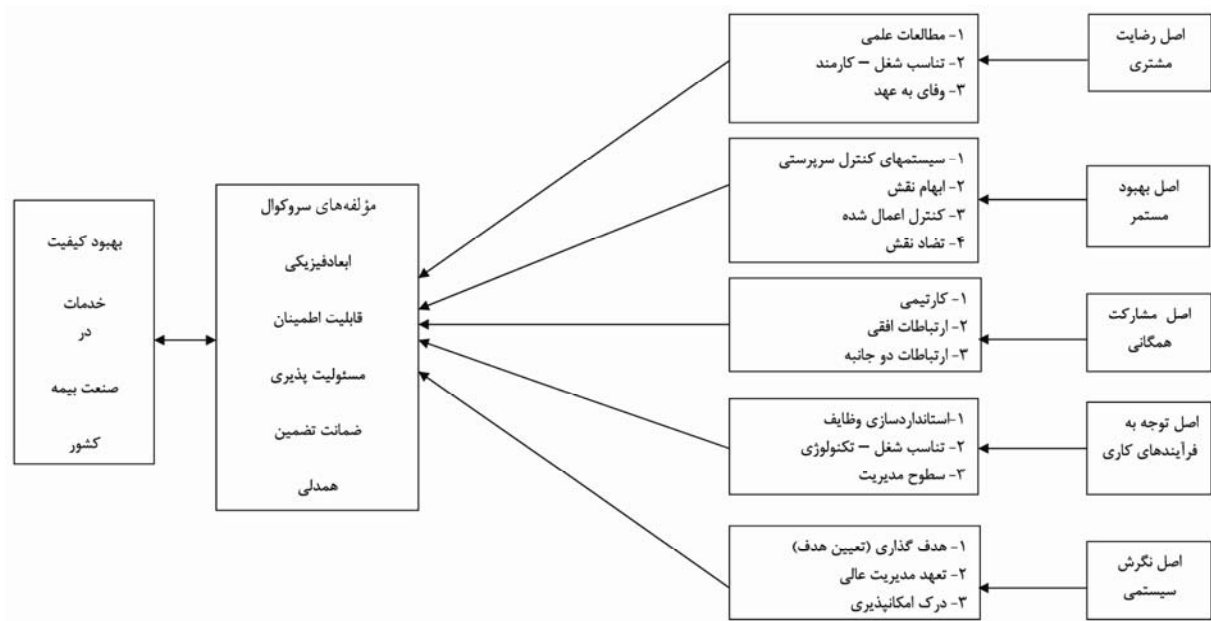 اصل رضایت
مشتری
۱- مطالعات علمی
۲- تناسب شغل – کارمند
۳- وفای به عهد
اصل بهبود
مستمر
۱- سیستمهای کنترل سرپرستی
۲- ابهام نقش
۳- کنترل اعمال شده
۴- تضاد نقش
اصل مشارکت
همگانی
۱- کارتیمی
۲- ارتباطات افقی
۳- ارتباطات دو جانبه
اصل توجه به
فرآیندهای کاری
۱-استانداردسازی وظایف
۲- تناسب شغل – تکنولوژی
۳- سطوح مدیریت
اصل نگرش
سیستمی
۱- هدف گذاری (تعیین هدف)
۲- تعهد مدیریت عالی
۳- درک امکانپذیری
مؤلفه‌های سروکوال
ابعادفیزیکی
قابلیت اطمینان
مسئولیت پذیری
ضمانت تضمین
همدلی
بهبود کیفیت
خدمات
در
صنعت بیمه
کشور